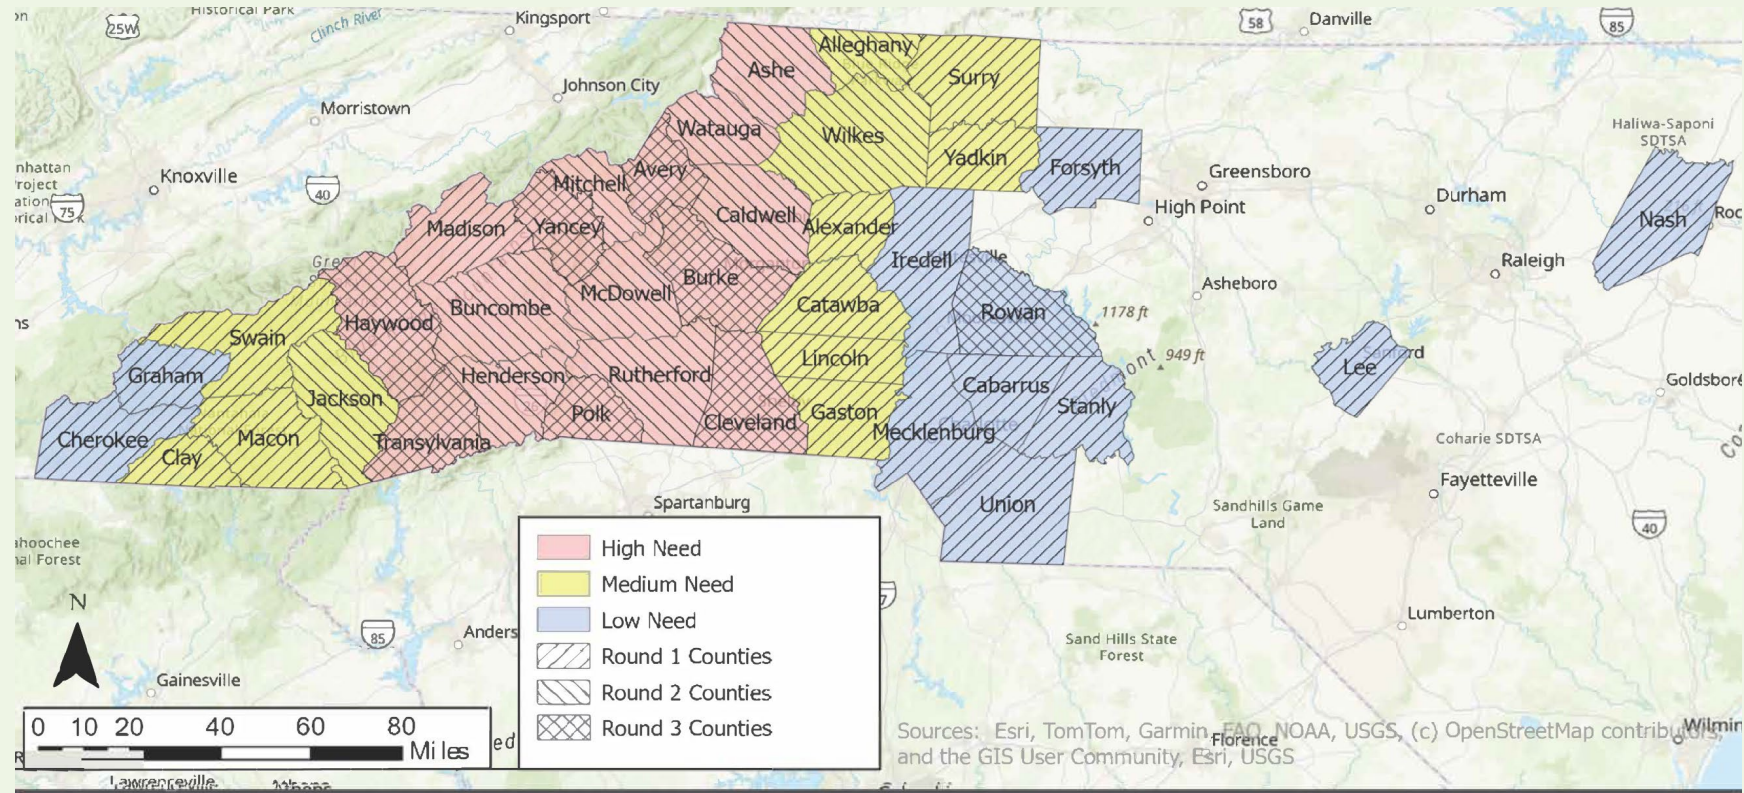 Historical Park
25W
Clinch River
Kingsport
58
Danville
85
Alleghany
Ashe
Surry
Johnson City
Morristown
Watauga
Wilkes
Haliwa-Saponi
SDTSA
Yadkin
Forsyth
Greensboro
Knoxville
40
75
Avery
Mitchell
Durham
High Point
Caldwell
Nash
Madison
Yancey
Alexander
Iredell
Raleigh
Burke
Asheboro
McDowell
Buncombe
Catawba
Rowan
1178 ft
Haywood
Swain
949 ft
Lincoln
Lee
Graham
Henderson
Rutherford
Cabarrus
Jackson
Stanly
Polk
Gaston
Cleveland
Mecklenburg
Cherokee
Macon
Transylvania
Coharie SDTSA
Clay
Fayetteville
Spartanburg
Union
Sandhills Game
Land
40
High Need
Medium Need
Low Need
Round 1 Counties
Round 2 Counties
Round 3 Counties
N
85
Lumberton
Sand Hills State
Forest
Gainesville
0 10 20 40 60 80
Miles
Sources: Esri, TomTom, Garmin, FAO, NOAA, USGS, (c) OpenStreetMap contributors,
and the GIS User Community, Esri, USGS
Florence